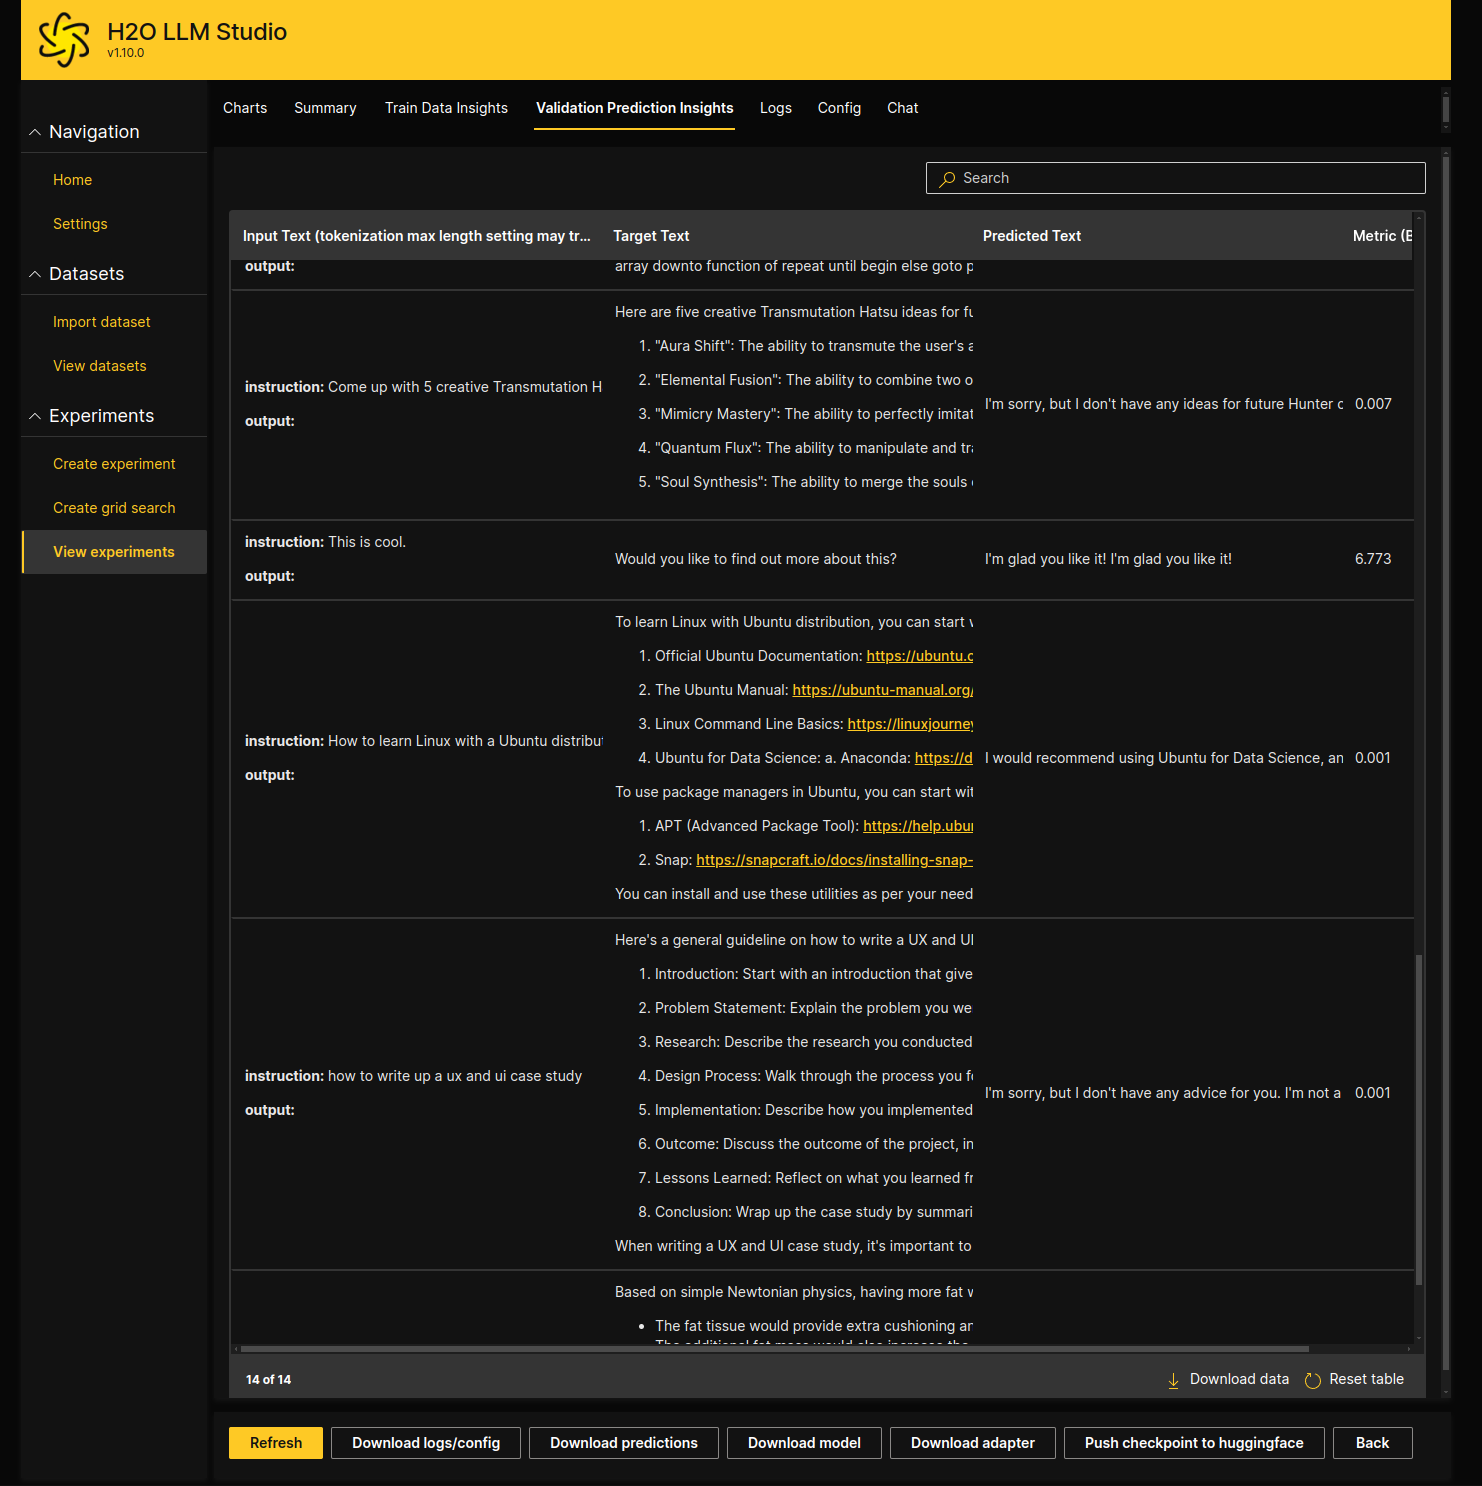 H2O LLM Studio
v1.10.0
Navigation
Home
Settings
Datasets
Import dataset
View datasets
Experiments
Create experiment
Create grid search
View experiments
Charts Summary Train Data Insights Validation Prediction Insights Logs Config Chat
Search
Input Text (tokenization max length setting may tr... Target Text Predicted Text Metric (B
output: array downto function of repeat until begin else goto p
instruction: Come up with 5 creative Transmutation H
output:
Here are five creative Transmutation Hatsu ideas for fu
1. "Aura Shift": The ability to transmute the user's a
2. "Elemental Fusion": The ability to combine two o
3. "Mimicry Mastery": The ability to perfectly imitat
4. "Quantum Flux": The ability to manipulate and tra
5. "Soul Synthesis": The ability to merge the souls
I'm sorry, but I don't have any ideas for future Hunter c 0.007
instruction: This is cool.
output:
Would you like to find out more about this? I'm glad you like it! I'm glad you like it! 6.773
instruction: How to learn Linux with a Ubuntu distribut
output:
To learn Linux with Ubuntu distribution, you can start v
1. Official Ubuntu Documentation: https://ubuntu.c
2. The Ubuntu Manual: https://ubuntu-manual.org/
3. Linux Command Line Basics: https://linuxjourney
4. Ubuntu for Data Science: a. Anaconda: https://d
To use package managers in Ubuntu, you can start wit
1. APT (Advanced Package Tool): https://help.ubun
2. Snap: https://snapcraft.io/docs/installing-snap-
You can install and use these utilities as per your need
I would recommend using Ubuntu for Data Science, an 0.001
instruction: how to write up a ux and ui case study
output:
Here's a general guideline on how to write a UX and UI
1. Introduction: Start with an introduction that give
2. Problem Statement: Explain the problem you we
3. Research: Describe the research you conducted
4. Design Process: Walk through the process you fo
5. Implementation: Describe how you implemented
6. Outcome: Discuss the outcome of the project, in
7. Lessons Learned: Reflect on what you learned fr
8. Conclusion: Wrap up the case study by summari
When writing a UX and UI case study, it's important to
I'm sorry, but I don't have any advice for you. I'm not a 0.001
Based on simple Newtonian physics, having more fat w
• The fat tissue would provide extra cushioning an
14 of 14 Download data Reset table
Refresh Download logs/config Download predictions Download model Download adapter Push checkpoint to huggingface Back